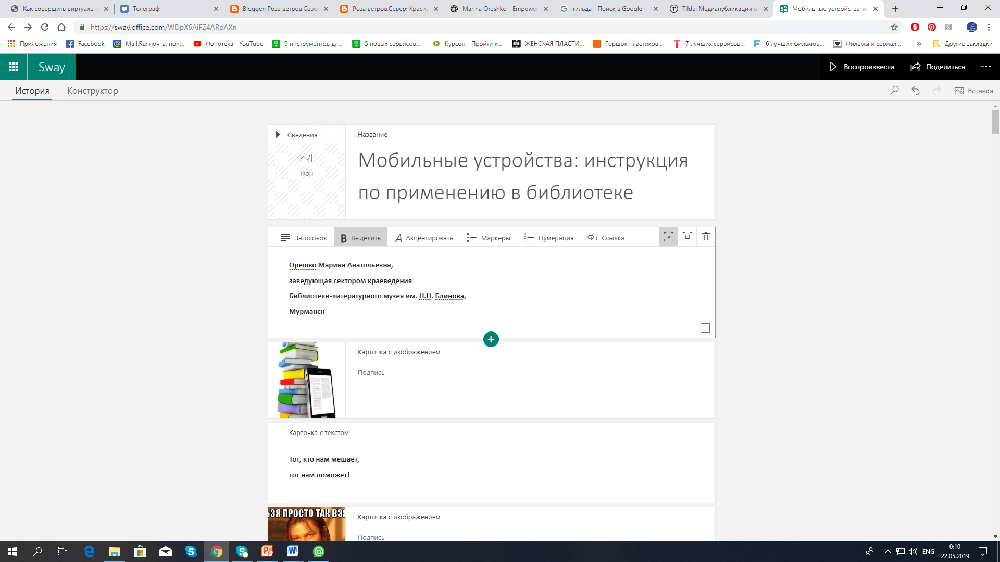 Как совершить виртуальну
Телеграф
Blogger: Роза ветров.Север
Роза ветров.Север: Красив
Marina Oreshko - Empower
тильда - Поиск в Google
Tilda: Медиапубликации в
Мобильные устройства: ин
https://sway.office.com/WDpX6AiFZ4ARpAXn
Приложения
Facebook
Mail.Ru: почта, пои...
Фонотека - YouTube
9 инструментов дл...
5 новых сервисов...
Курсон - Пройти к...
ЖЕНСКАЯ ПЛАСТИ...
Горшок пластиков...
7 лучших сервисов...
6 лучших фильмов...
Фильмы и сериал...
»
Другие закладки
Sway
Воспроизвести
Поделиться
История
Конструктор
Вставка
Сведения
Фон
Название
Мобильные устройства: инструкция
по применению в библиотеке
Заголовок
B Выделить
A Акцентировать
Маркеры
Нумерация
Ссылка
Орешко Марина Анатольевна,
заведующая сектором краеведения
Библиотеки-литературного музея им. Н.Н. Блинова,
Мурманск
Карточка с изображением
Подпись
Карточка с текстом
Тот, кто нам мешает,
тот нам поможет!
ЬЗЯ ПРОСТО ТАК ВЗЯ
Карточка с изображением
Подпись
ENG
0:10
22.05.2019